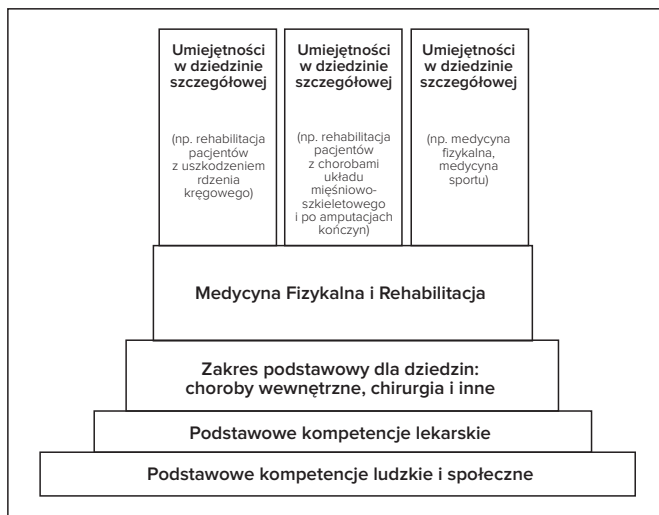 Umiejętności
w dziedzinie
szczegółowej
(np. rehabilitacja
pacjentów
z uszkodzeniem
rdzenia
kręgowego)
Umiejętności
w dziedzinie
szczegółowej
(np. rehabilitacja
pacjentów
z chorobami
układu
mięśniowo-
szkieletowego
i po amputacjach
kończyn)
Umiejętności
w dziedzinie
szczegółowej
(np. medycyna
fizykalna,
medycyna
sportu)
Medycyna Fizykalna i Rehabilitacja
Zakres podstawowy dla dziedzin:
choroby wewnętrzne, chirurgia i inne
Podstawowe kompetencje lekarskie
Podstawowe kompetencje ludzkie i społeczne